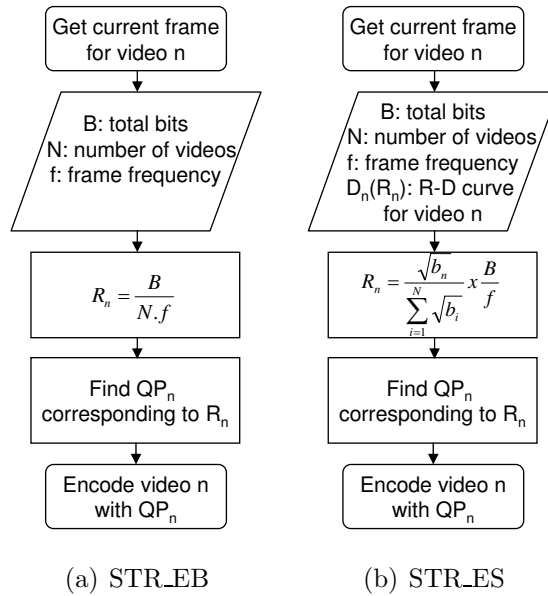 Get current frame
for video n
B: total bits
N: number of videos
f: frame frequency
R_n = B / N.f
Find QP_n
corresponding to R_n
Encode video n
with QP_n
(a) STR_EB
Get current frame
for video n
B: total bits
N: number of videos
f: frame frequency
D_n(R_n): R-D curve
for video n
R_n = √b_n / ∑_{i=1}^{N} √b_i x B / f
Find QP_n
corresponding to R_n
Encode video n
with QP_n
(b) STR_ES